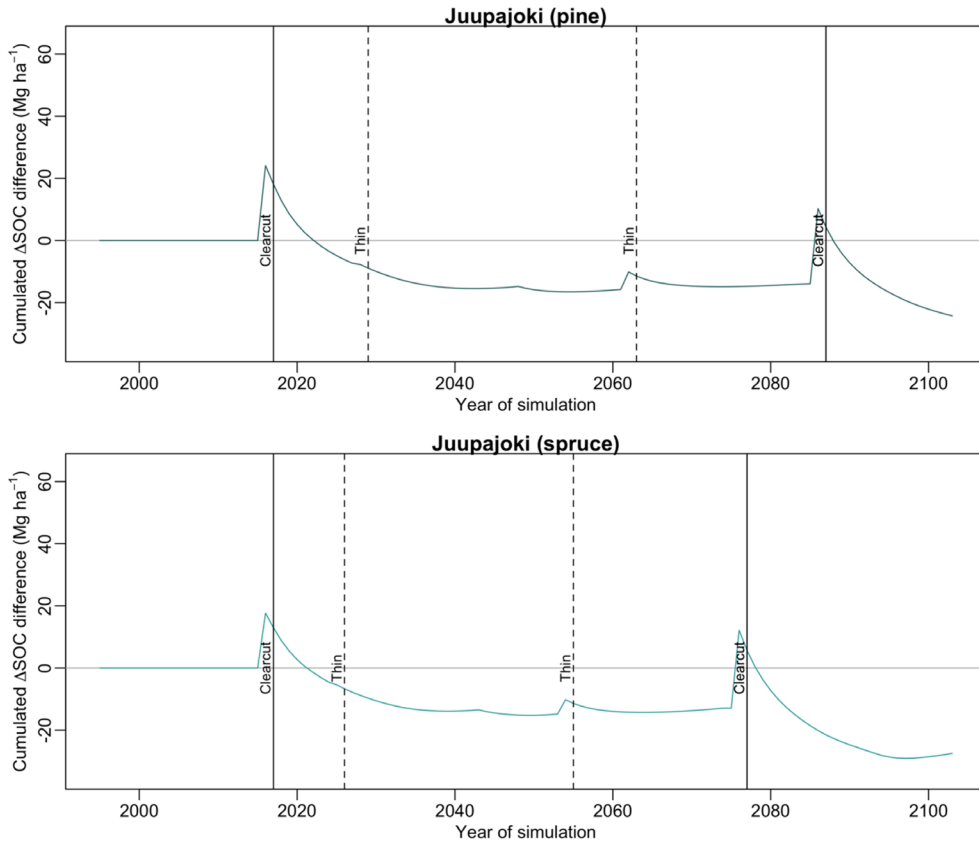 Juupajoki (pine)
Cumulated ΔSOC difference (Mg ha⁻¹)
60
40
20
0
-20
Clearcut
Thin
Thin
Clearcut
2000 2020 2040 2060 2080 2100
Year of simulation
Juupajoki (spruce)
Cumulated ΔSOC difference (Mg ha⁻¹)
60
40
20
0
-20
Clearcut
Thin
Thin
Clearcut
2000 2020 2040 2060 2080 2100
Year of simulation